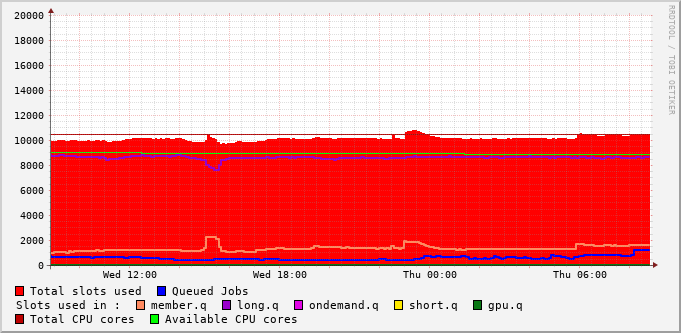 RRDTOOL / TOBI OETIKER
20000
18000
16000
14000
12000
10000
8000
6000
4000
2000
0
Wed 12:00 Wed 18:00 Thu 00:00 Thu 06:00
Total slots used Queued Jobs
Slots used in : member.q long.q ondemand.q short.q gpu.q
Total CPU cores Available CPU cores